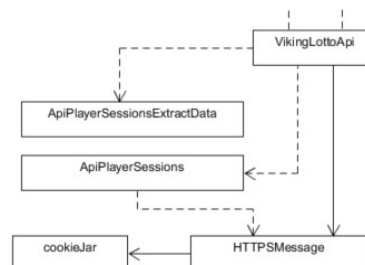 VikingLottoApi
ApiPlayerSessionsExtractData
ApiPlayerSessions
cookieJar
HTTPSMessage